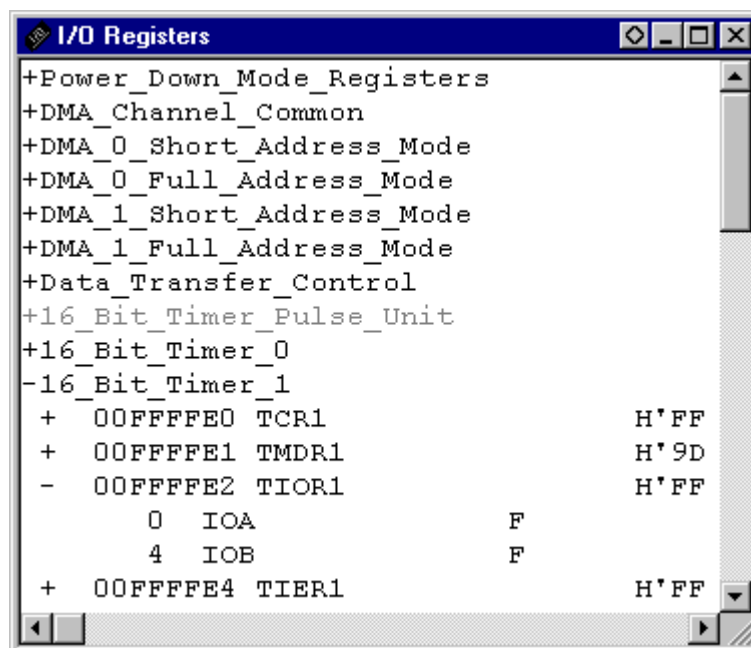 I/O Registers
+Power_Down_Mode_Registers
+DMA_Channel_Common
+DMA_0_Short_Address_Mode
+DMA_0_Full_Address_Mode
+DMA_1_Short_Address_Mode
+DMA_1_Full_Address_Mode
+Data_Transfer_Control
+16_Bit_Timer_Pulse_Unit
+16_Bit_Timer_0
-16_Bit_Timer_1
+ 00FFFFE0 TCR1 H'FF
+ 00FFFFE1 TMDR1 H'9D
- 00FFFFE2 TIOR1 H'FF
0 IOA F
4 IOB F
+ 00FFFFE4 TIER1 H'FF